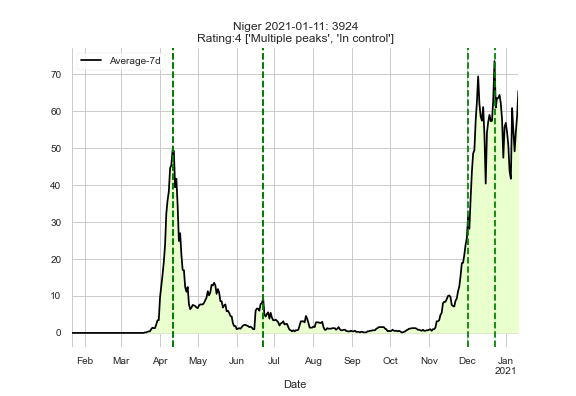 Niger 2021-01-11: 3924
Rating:4 ['Multiple peaks', 'In control']
Average-7d
70
60
50
40
30
20
10
0
Feb Mar Apr May Jun Jul Aug Sep Oct Nov Dec Jan
2021
Date